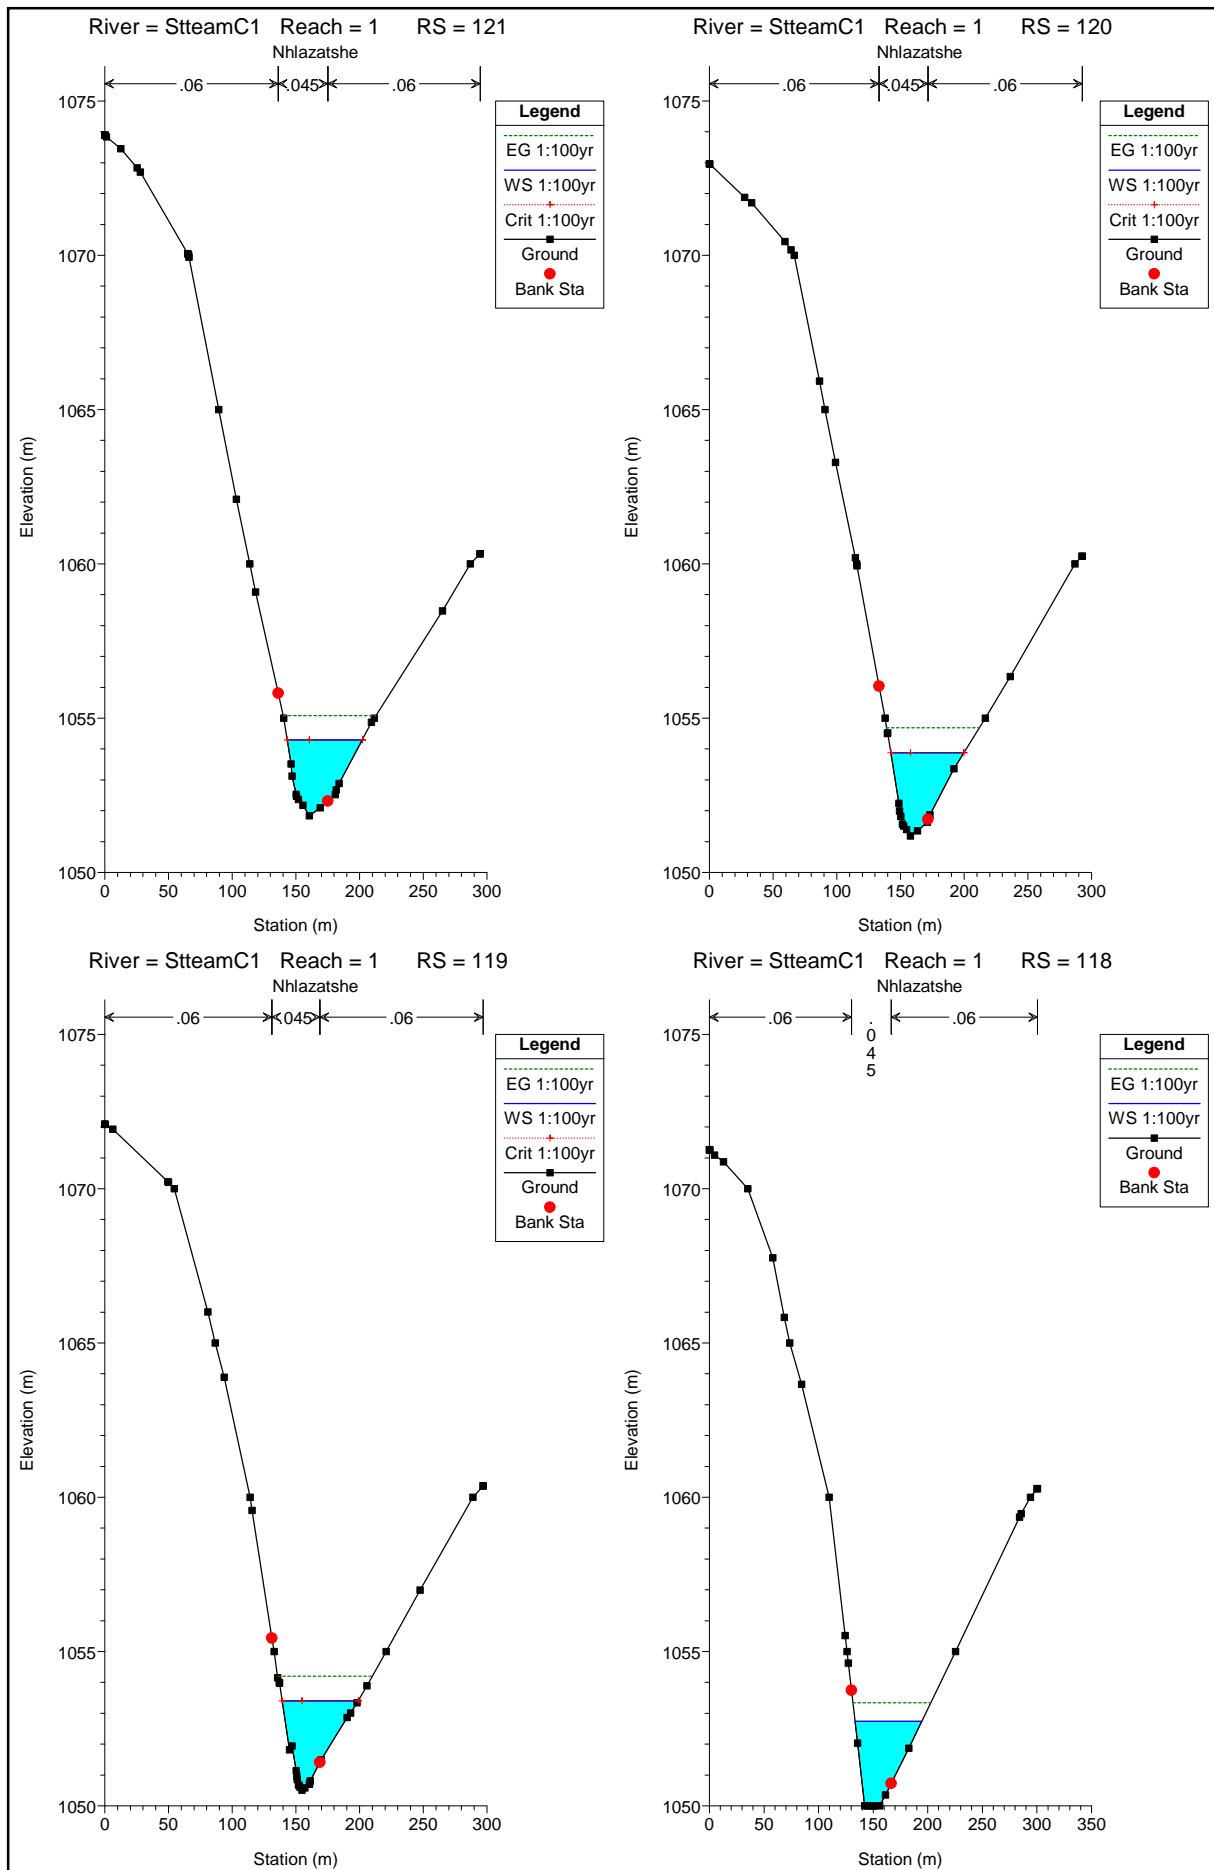 River = StteamC1 Reach = 1 RS = 121
Nhlazatshe
.06 .045 .06
Legend
EG 1:100yr
WS 1:100yr
Crit 1:100yr
Ground
Bank Sta
1075
1070
1065
1060
1055
1050
Elevation (m)
0 50 100 150 200 250 300
Station (m)
River = StteamC1 Reach = 1 RS = 120
Nhlazatshe
.06 .045 .06
Legend
EG 1:100yr
WS 1:100yr
Crit 1:100yr
Ground
Bank Sta
1075
1070
1065
1060
1055
1050
Elevation (m)
0 50 100 150 200 250 300
Station (m)
River = StteamC1 Reach = 1 RS = 119
Nhlazatshe
.06 .045 .06
Legend
EG 1:100yr
WS 1:100yr
Crit 1:100yr
Ground
Bank Sta
1075
1070
1065
1060
1055
1050
Elevation (m)
0 50 100 150 200 250 300
Station (m)
River = StteamC1 Reach = 1 RS = 118
Nhlazatshe
.06 .045 .06
Legend
EG 1:100yr
WS 1:100yr
Ground
Bank Sta
1075
1070
1065
1060
1055
1050
Elevation (m)
0 50 100 150 200 250 300 350
Station (m)